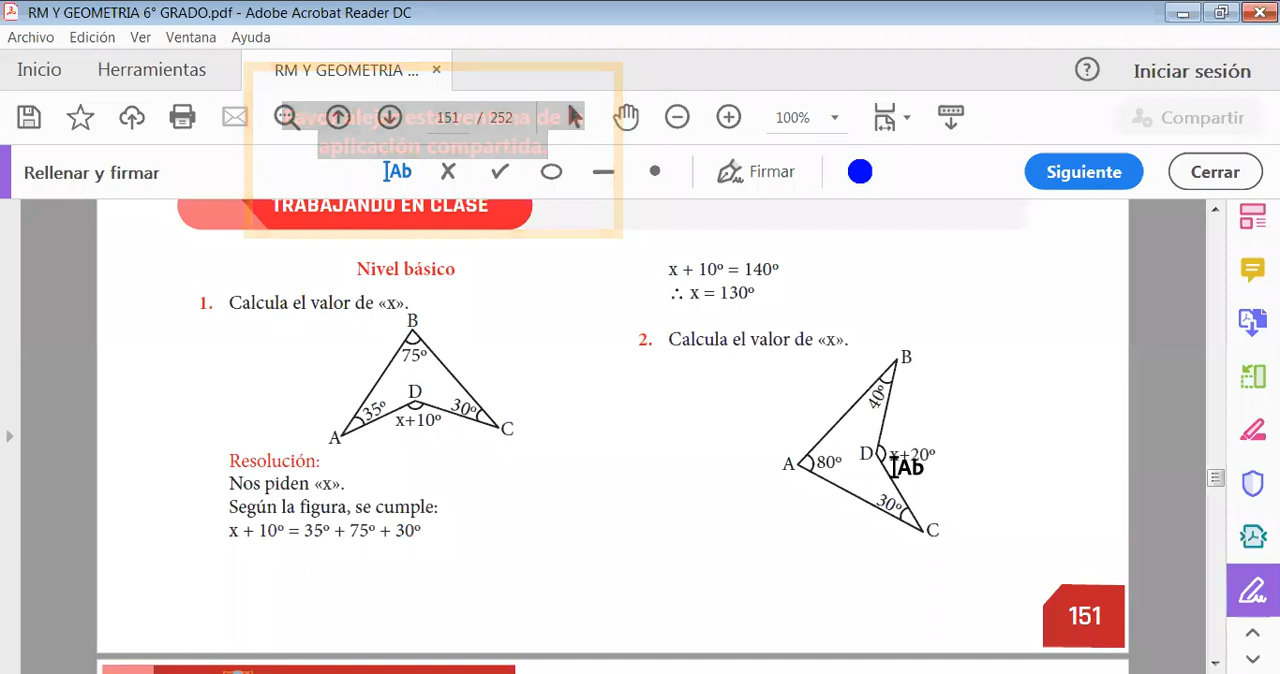 RM Y GEOMETRIA 6° GRADO.pdf - Adobe Acrobat Reader DC
Archivo Edición Ver Ventana Ayuda
Inicio Herramientas RM Y GEOMETRIA ... × ? Iniciar sesión
151 / 252 100% Compartir
aplicación compartida.
Rellenar y firmar Ab Firmar Siguiente Cerrar
TRABAJANDO EN CLASE
Nivel básico
1. Calcula el valor de «x».
B
75º
D
35º
30º
x+10º
A
C
Resolución:
Nos piden «x».
Según la figura, se cumple:
x + 10º = 35º + 75º + 30º
x + 10º = 140º
∴ x = 130º
2. Calcula el valor de «x».
B
40º
D
x+20º
Ab
A
80º
30º
C
151